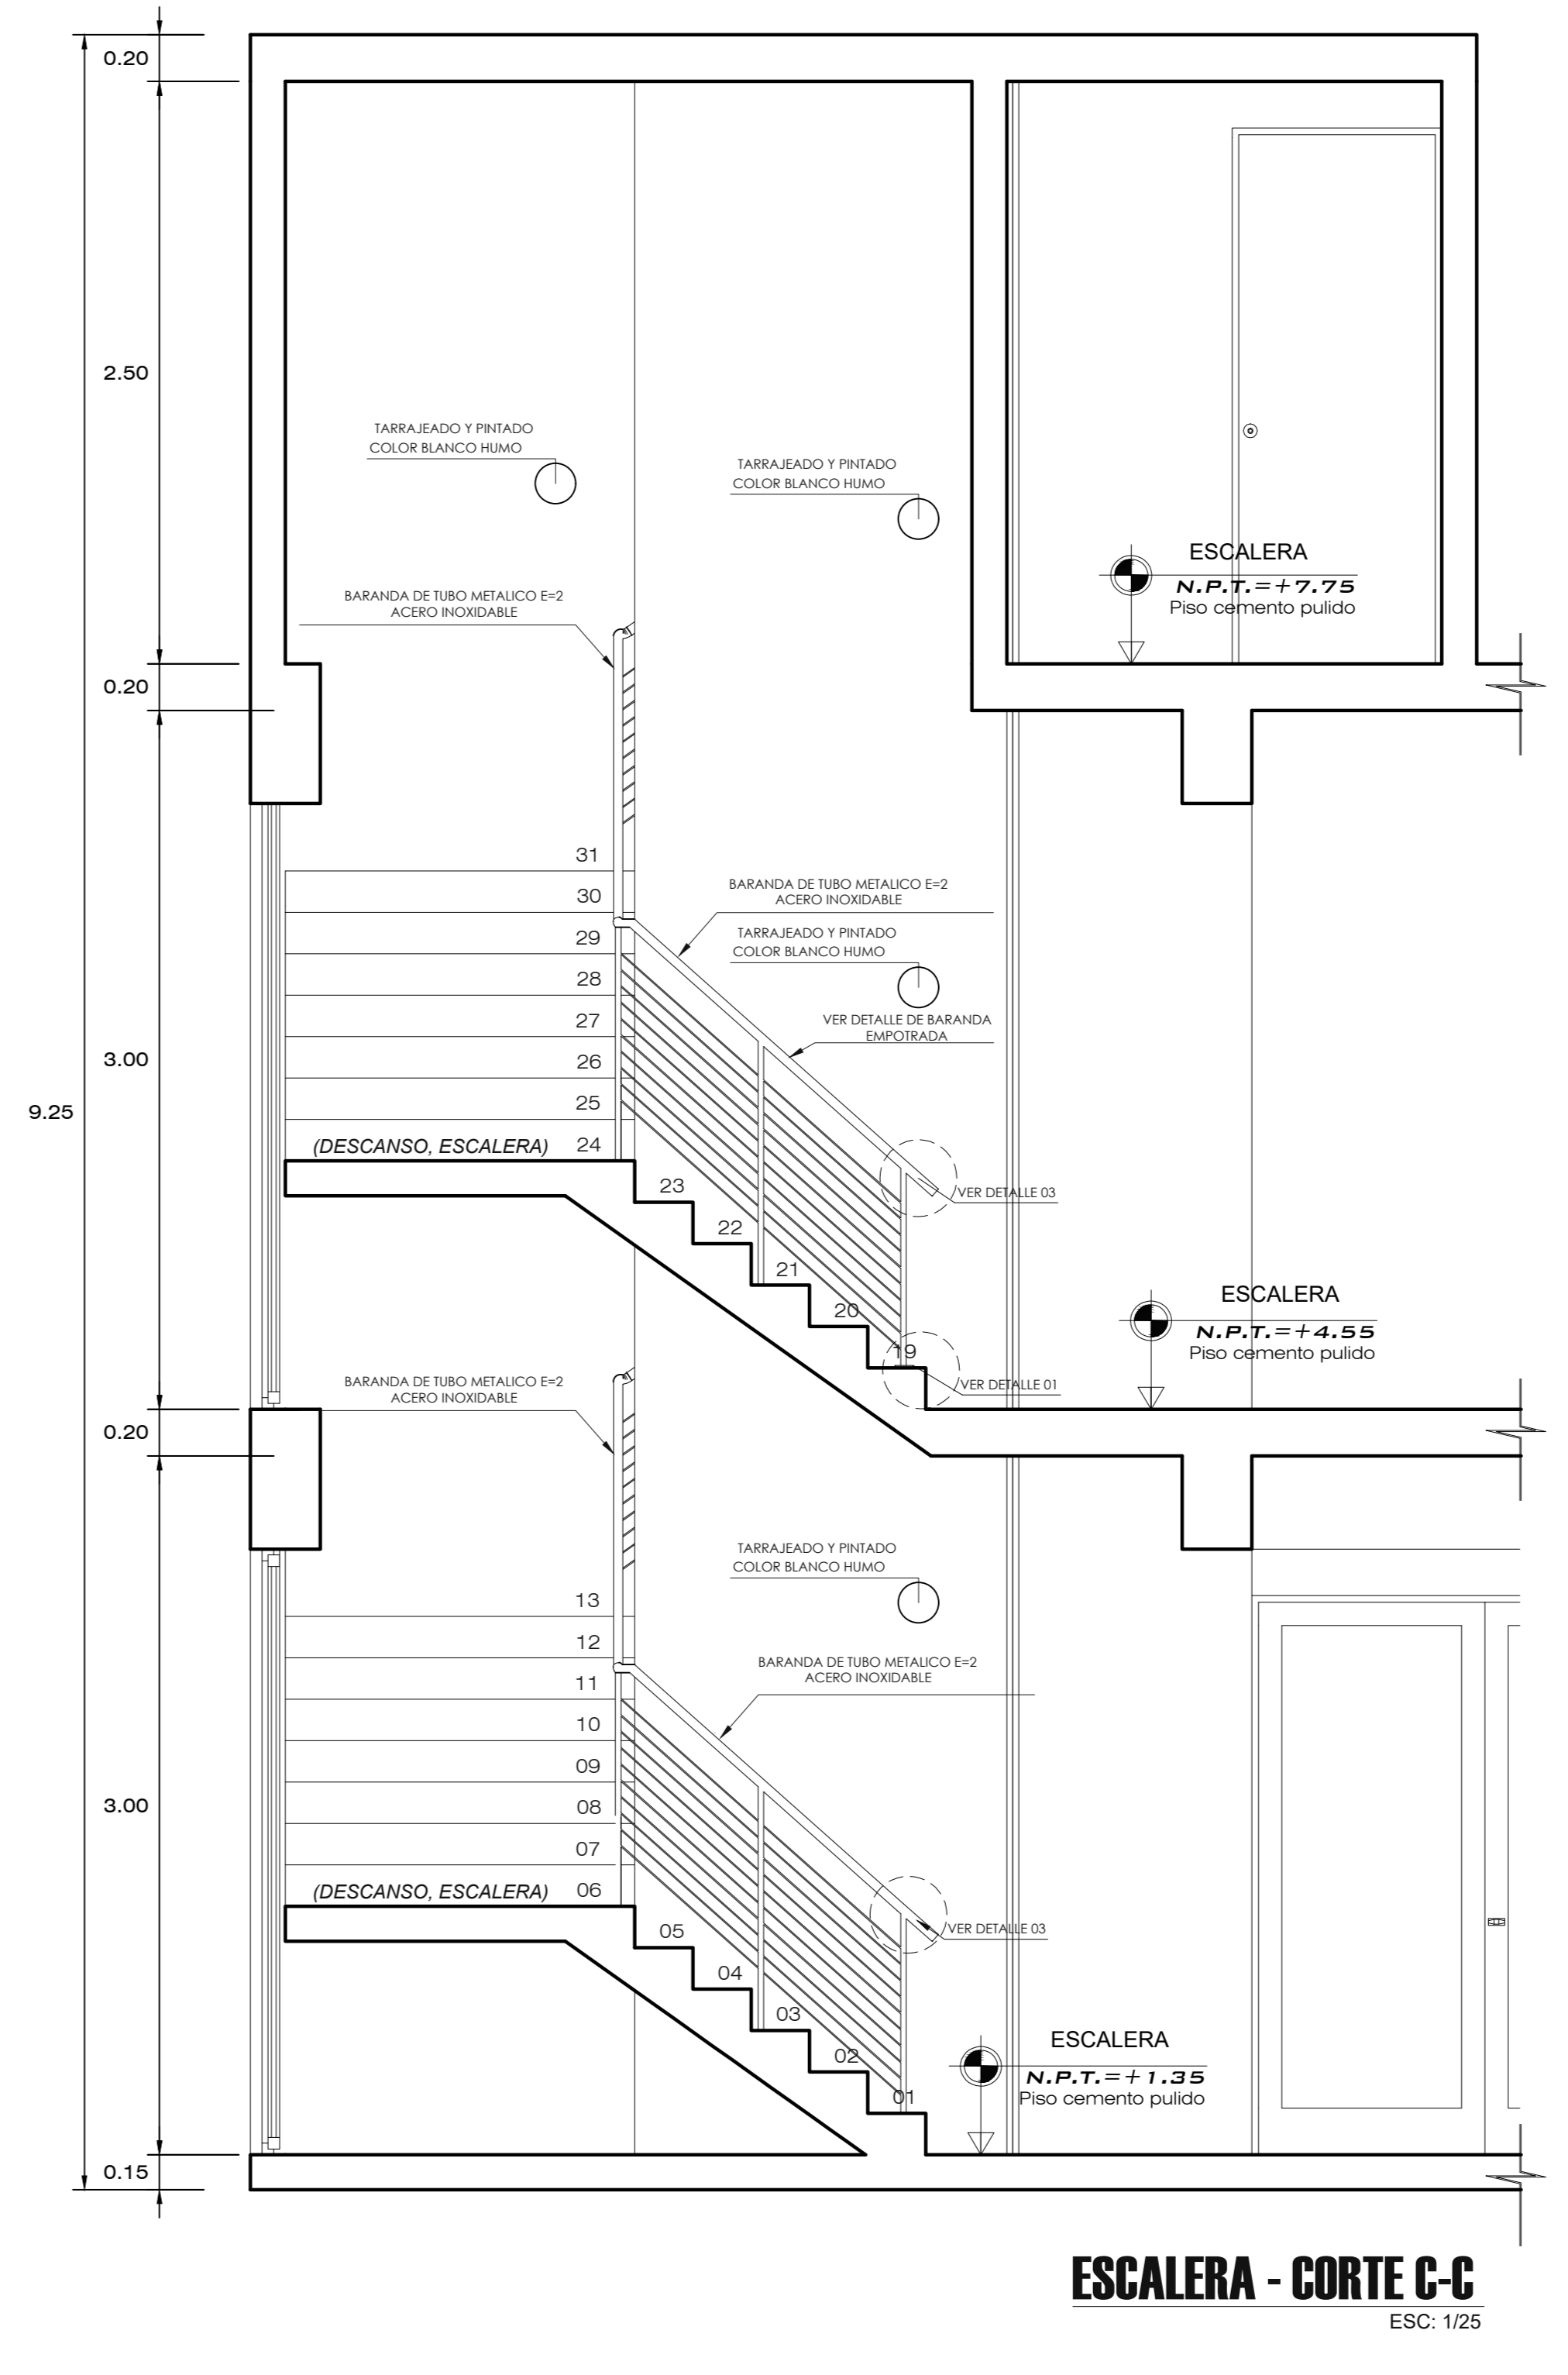 0.20
2.50
TARRAJEADO Y PINTADO
COLOR BLANCO HUMO
TARRAJEADO Y PINTADO
COLOR BLANCO HUMO
ESCALERA
N.P.T.=+7.75
Piso cemento pulido
BARANDA DE TUBO METALICO E=2
ACERO INOXIDABLE
0.20
31
30
29
28
27
26
25
(DESCANSO, ESCALERA) 24
BARANDA DE TUBO METALICO E=2
ACERO INOXIDABLE
TARRAJEADO Y PINTADO
COLOR BLANCO HUMO
VER DETALLE DE BARANDA
EMPOTRADA
3.00
9.25
23
22
21
20
19
VER DETALLE 03
ESCALERA
N.P.T.=+4.55
Piso cemento pulido
VER DETALLE 01
BARANDA DE TUBO METALICO E=2
ACERO INOXIDABLE
0.20
TARRAJEADO Y PINTADO
COLOR BLANCO HUMO
13
12
11
10
09
08
07
(DESCANSO, ESCALERA) 06
BARANDA DE TUBO METALICO E=2
ACERO INOXIDABLE
3.00
05
04
03
02
01
VER DETALLE 03
ESCALERA
N.P.T.=+1.35
Piso cemento pulido
0.15
ESCALERA - CORTE C-C
ESC: 1/25